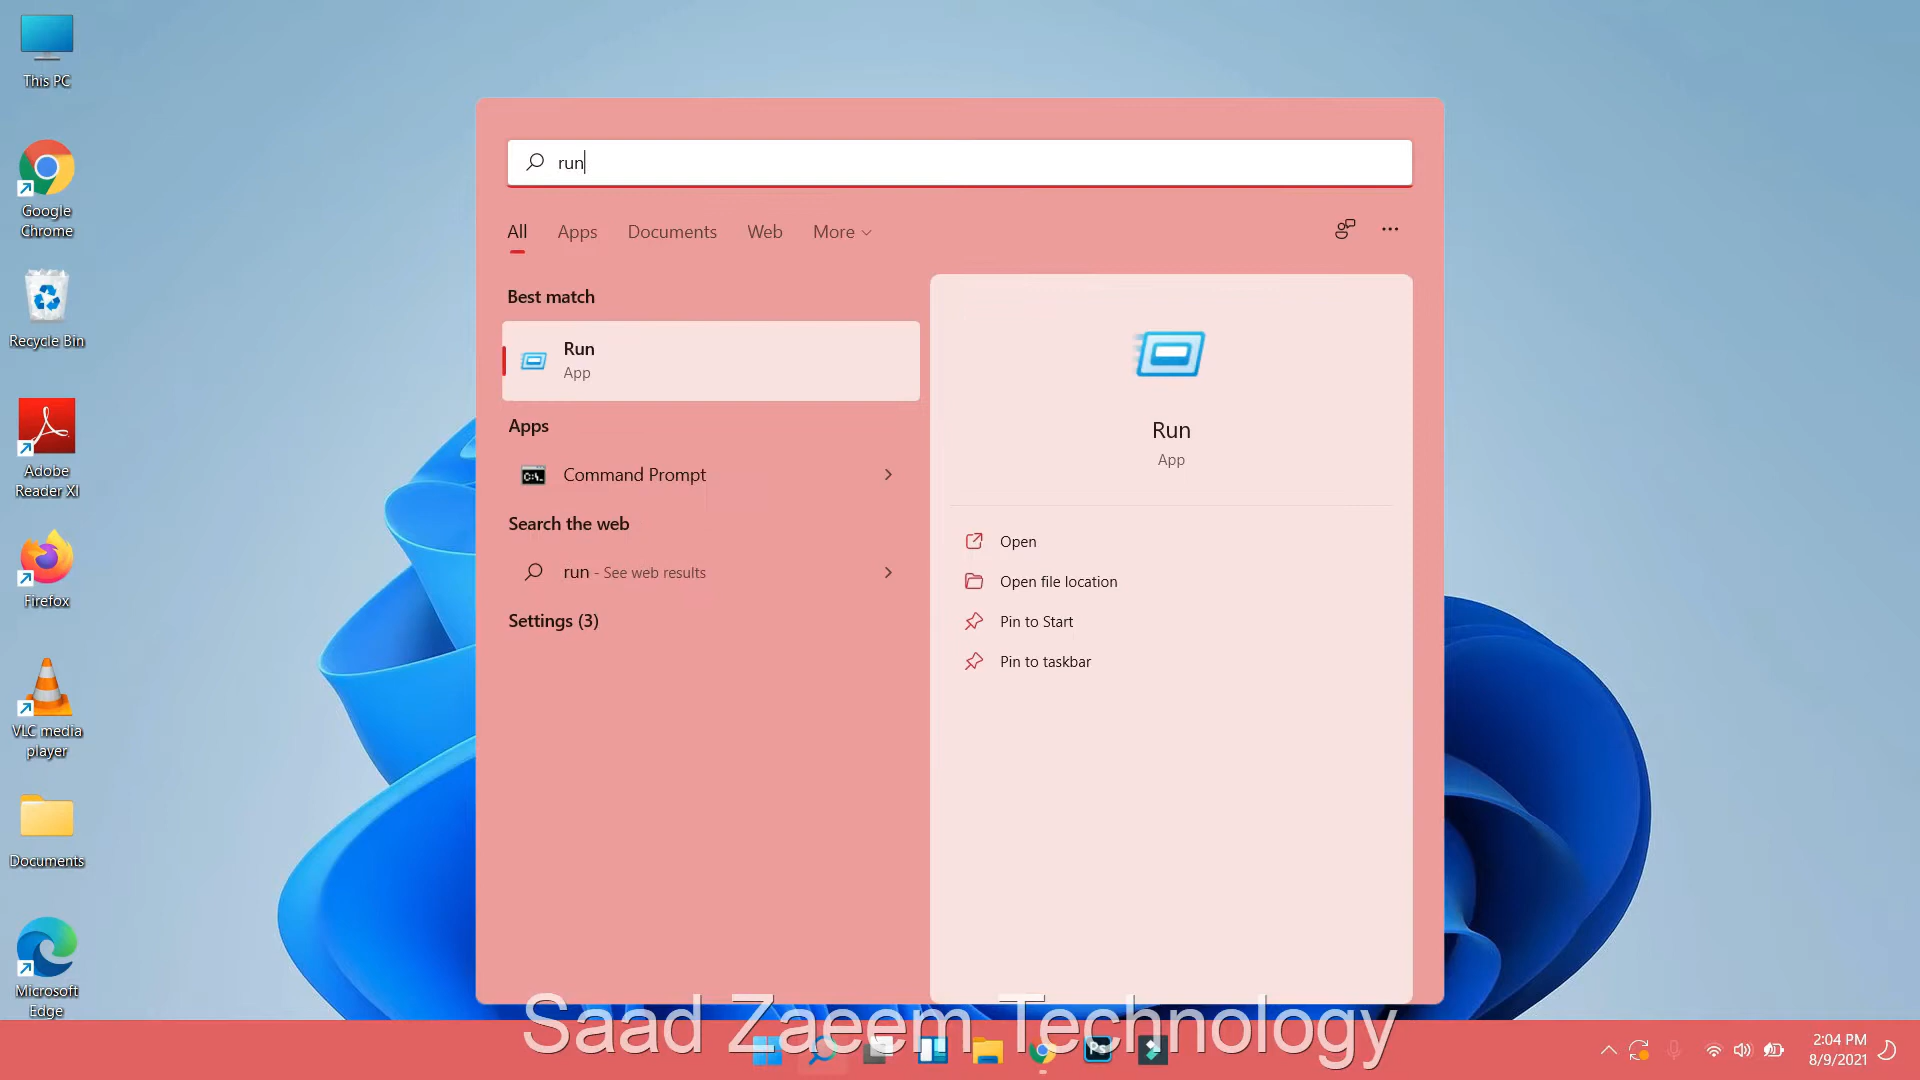 This PC
Google
Chrome
Recycle Bin
Adobe
Reader XI
Firefox
VLC media
player
Documents
Microsoft
Edge
run
All
Apps
Documents
Web
More
Best match
Run
App
Apps
C:\.
Command Prompt
Search the web
run - See web results
Settings (3)
Run
App
Open
Open file location
Pin to Start
Pin to taskbar
Saad Zaeem Technology
Ps
2:04 PM
8/9/2021